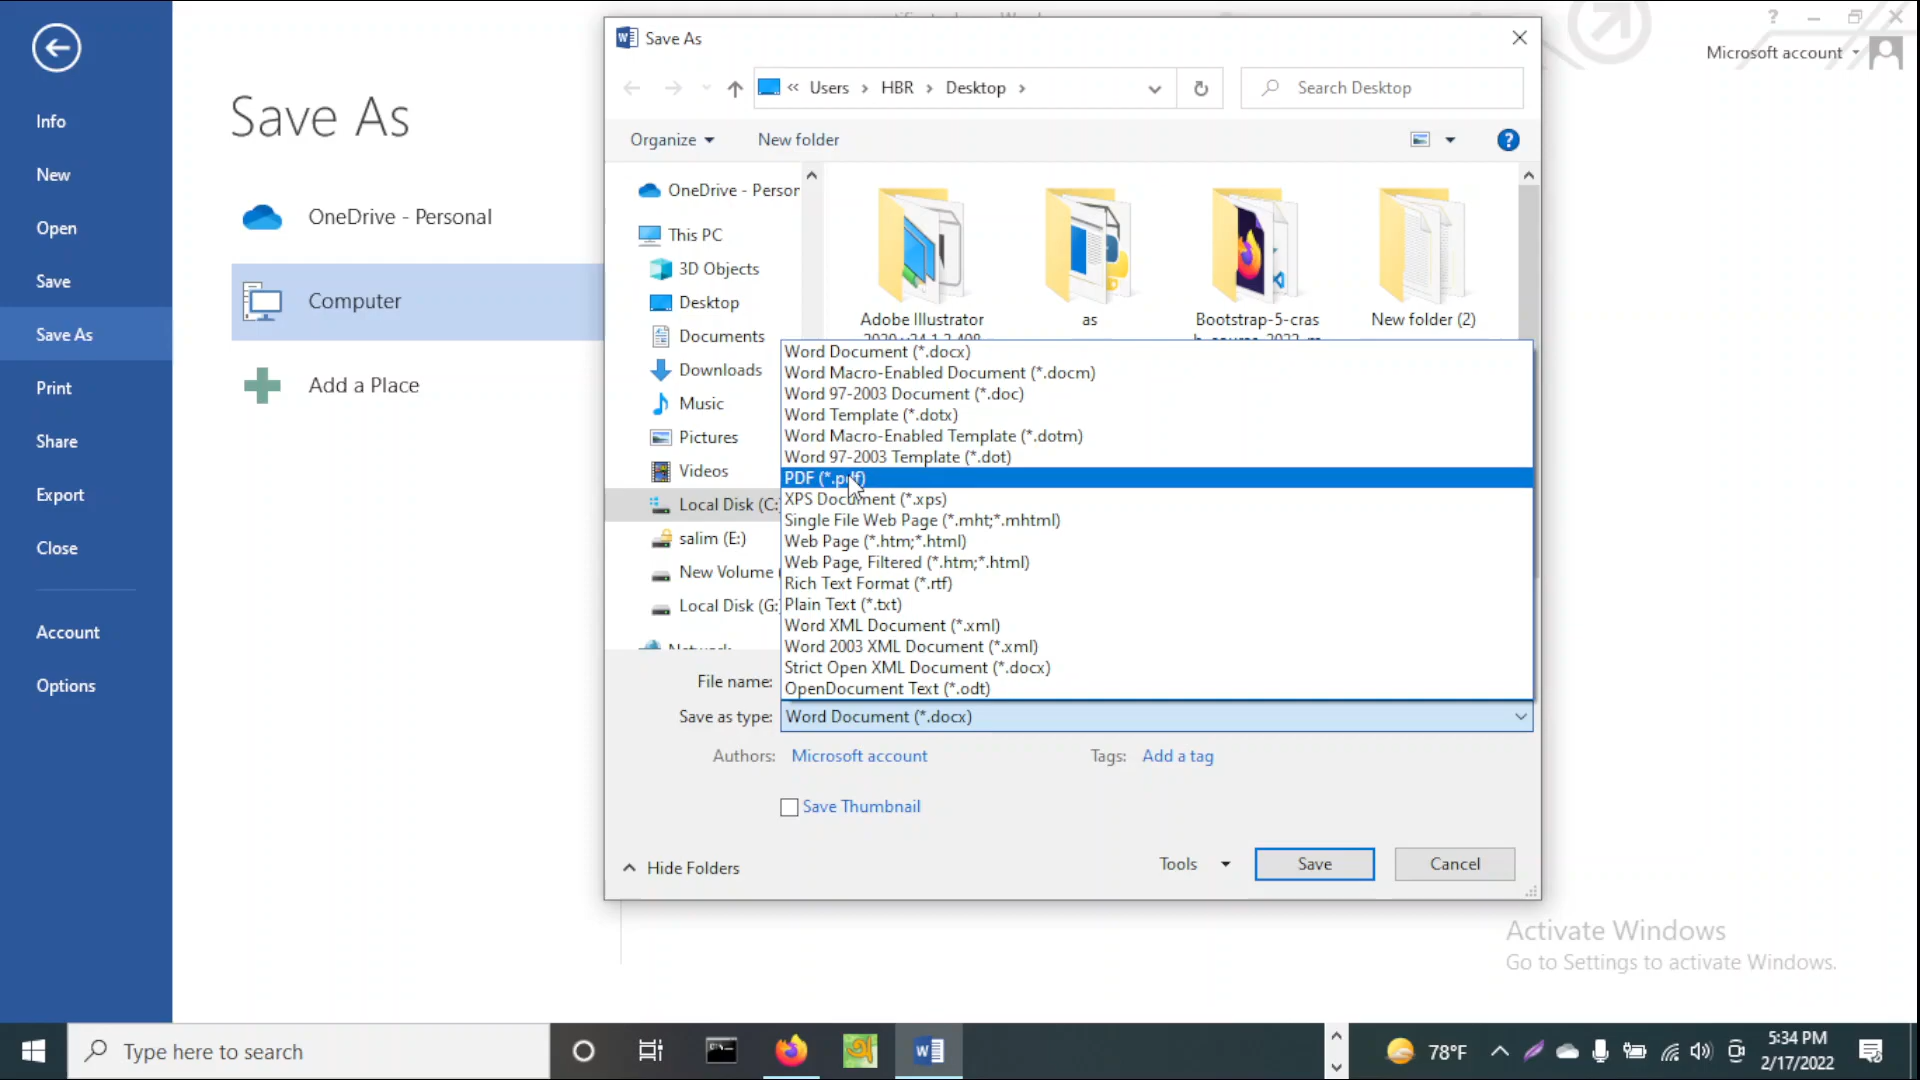 Save As
Microsoft account
Info
New
Open
Save
Save As
Print
Share
Export
Close
Account
Options
Save As
OneDrive - Personal
Computer
Add a Place
« Users › HBR › Desktop ›
Search Desktop
Organize
New folder
OneDrive - Person
This PC
3D Objects
Desktop
Documents
Downloads
Music
Pictures
Videos
Local Disk (C:
salim (E:)
New Volume (
Local Disk (G:
Network
Adobe Illustrator
as
Bootstrap-5-cras
New folder (2)
Word Document (*.docx)
Word Macro-Enabled Document (*.docm)
Word 97-2003 Document (*.doc)
Word Template (*.dotx)
Word Macro-Enabled Template (*.dotm)
Word 97-2003 Template (*.dot)
PDF (*.pdf)
XPS Document (*.xps)
Single File Web Page (*.mht;*.mhtml)
Web Page (*.htm;*.html)
Web Page, Filtered (*.htm;*.html)
Rich Text Format (*.rtf)
Plain Text (*.txt)
Word XML Document (*.xml)
Word 2003 XML Document (*.xml)
Strict Open XML Document (*.docx)
OpenDocument Text (*.odt)
File name:
Save as type: Word Document (*.docx)
Authors: Microsoft account
Tags: Add a tag
Save Thumbnail
Hide Folders
Tools
Save
Cancel
Activate Windows
Go to Settings to activate Windows.
Type here to search
78°F
5:34 PM
2/17/2022